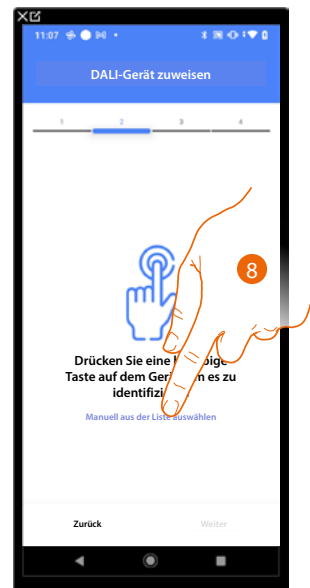 11:07
DALI-Gerät zuweisen
1 2 3 4
8
Drücken Sie eine
Taste auf dem es zu
Manuell aus der Liste auswählen
Zurück Weiter